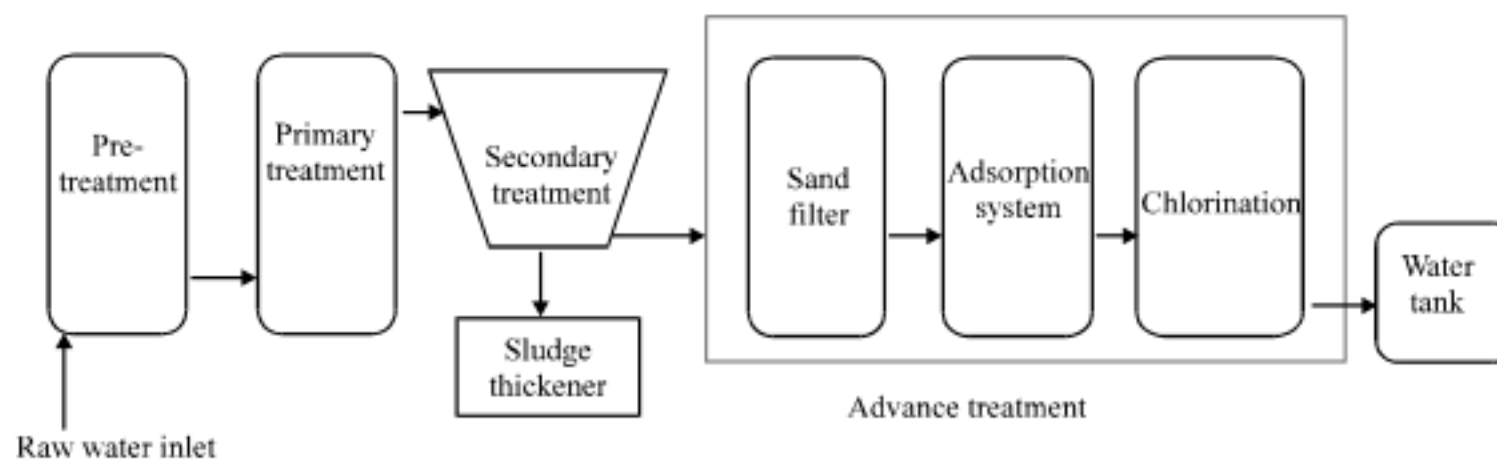 Pre-
treatment
Primary
treatment
Secondary
treatment
Sludge
thickener
Sand
filter
Adsorption
system
Chlorination
Water
tank
Advance treatment
Raw water inlet